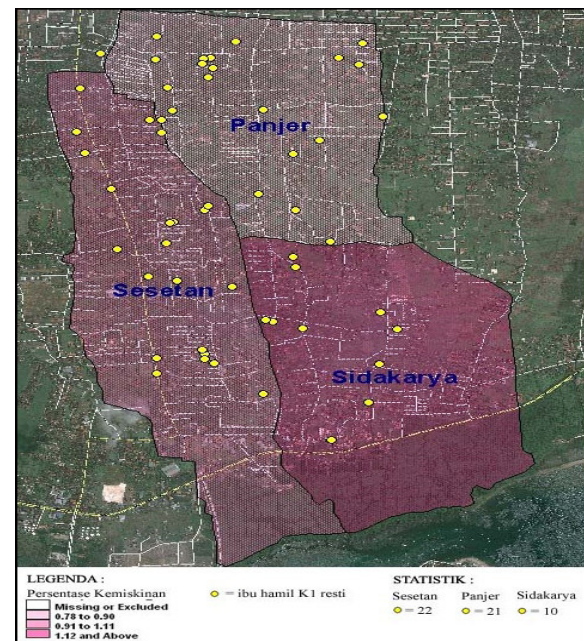 Panjer
Sesetan
Sidakarya
LEGENDA :
Persentase Kemiskinan
Missing or Excluded
0.78 to 0.90
0.91 to 1.11
1.12 and Above
= ibu hamil K1 resti
STATISTIK :
Sesetan Panjer Sidakarya
= 22 = 21 = 10